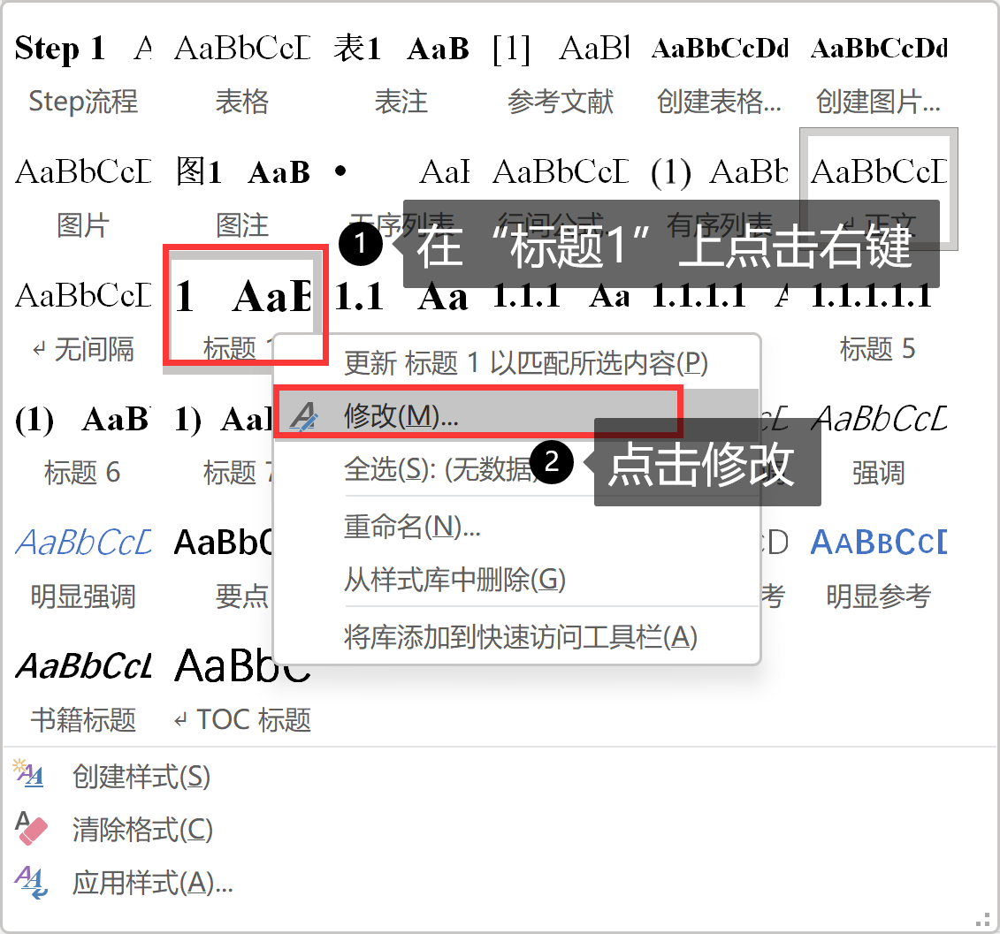 Step 1 A AaBbCcD 表1 AaB [1] AaBl AaBbCcDd AaBbCcDd
Step流程 表格 表注 参考文献 创建表格... 创建图片...
AaBbCcD 图1 AaB • AaB AaBbCcD (1) AaBb AaBbCcD
图片 图注 无序列表 行间公式 有序列表 ↵ 正文
1 在“标题1”上点击右键
AaBbCcD 1 AaB 1.1 Aa 1.1.1 Aa 1.1.1.1 A 1.1.1.1.1
↵ 无间隔 标题 1 标题 5
更新 标题 1 以匹配所选内容(P)
(1) AaB 1) AaI 修改(M)... cD AaBbCcD
2 点击修改
标题 6 标题 7 全选(S): (无数据) 强调
AaBbCcD AaBbC 重命名(N)... cD AaBbCcD
明显强调 要点 从样式库中删除(G) 考 明显参考
将库添加到快速访问工具栏(A)
AaBbCcL AaBbC
书籍标题 ↵ TOC 标题
创建样式(S)
清除格式(C)
应用样式(A)...